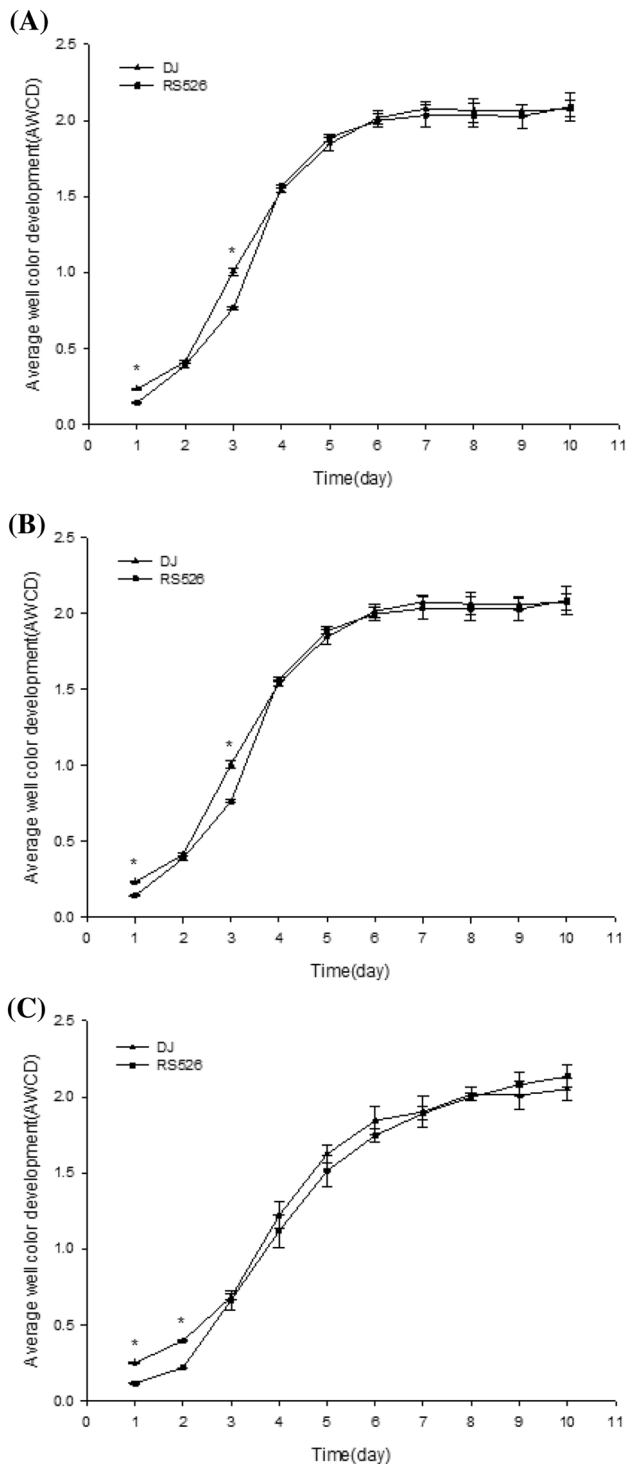 (A)
2.5
DJ
RS526
2.0
1.5
*
1.0
0.5
*
0.0
0 1 2 3 4 5 6 7 8 9 10 11
Average well color development(AWCD)
Time(day)
(B)
2.5
DJ
RS526
2.0
1.5
*
1.0
0.5
*
0.0
0 1 2 3 4 5 6 7 8 9 10 11
Average well color development(AWCD)
Time(day)
(C)
2.5
DJ
RS526
2.0
1.5
1.0
0.5
* *
0.0
0 1 2 3 4 5 6 7 8 9 10 11
Average well color development(AWCD)
Time(day)